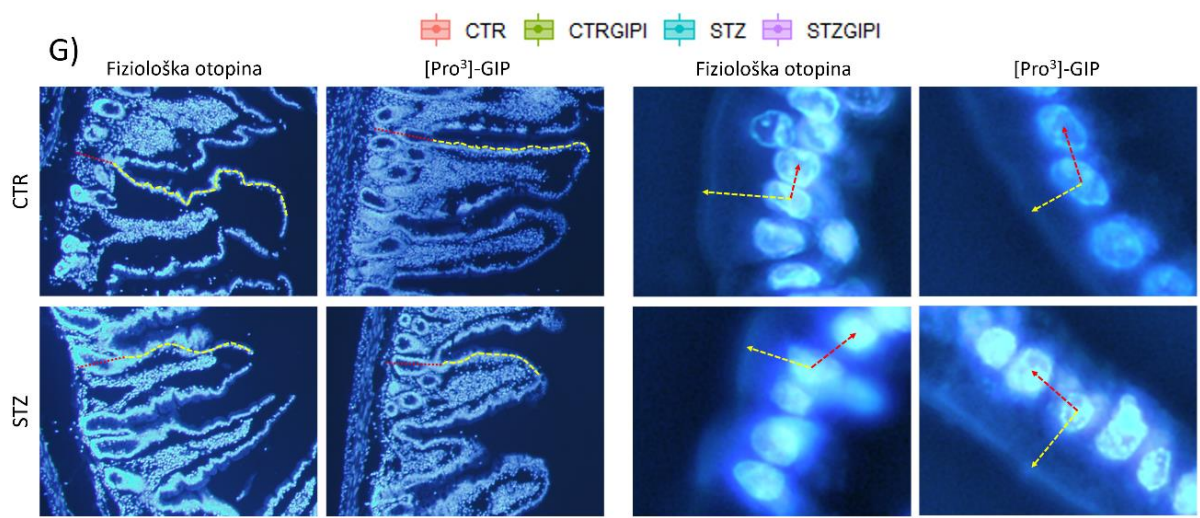 CTR CTRGIPI STZ STZGIPI
G)
Fiziološka otopina [Pro³]-GIP Fiziološka otopina [Pro³]-GIP
CTR
STZ